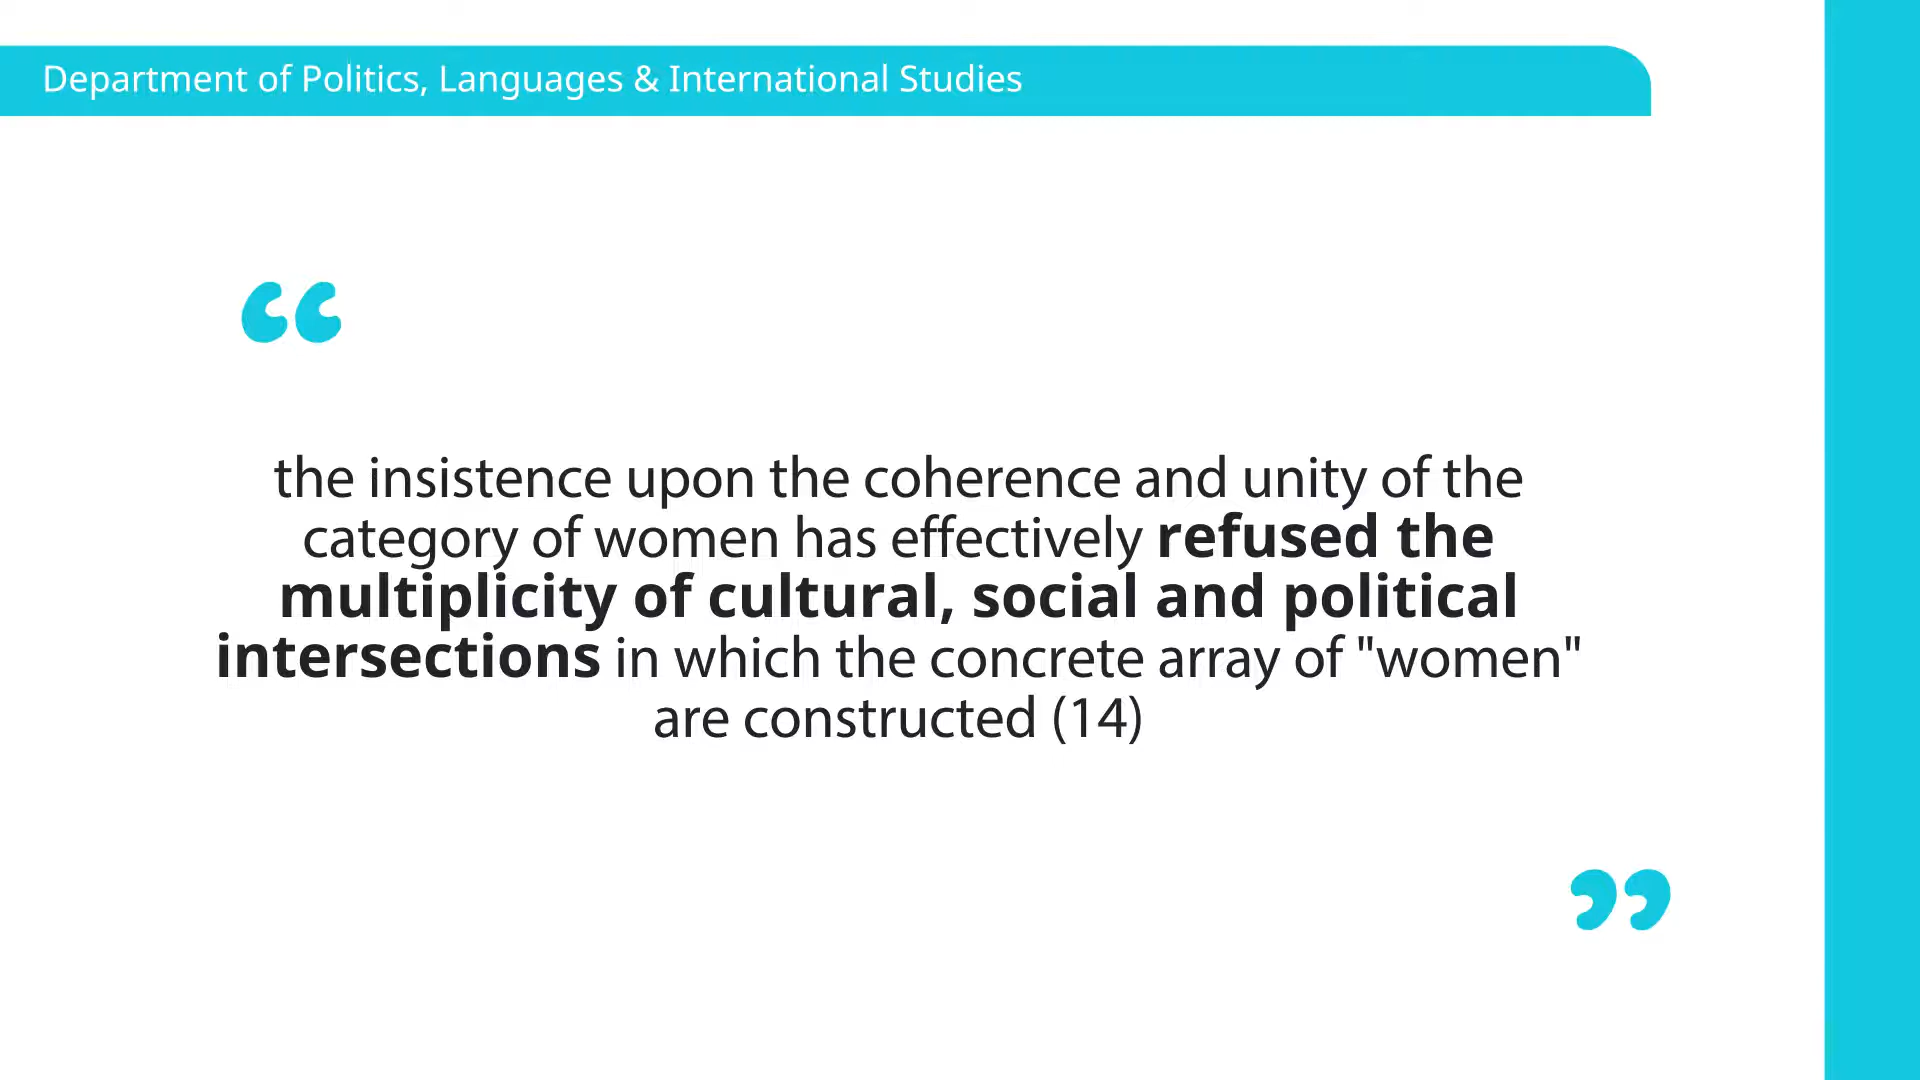 Department of Politics, Languages & International Studies
“
the insistence upon the coherence and unity of the
category of women has effectively refused the
multiplicity of cultural, social and political
intersections in which the concrete array of "women"
are constructed (14)
”